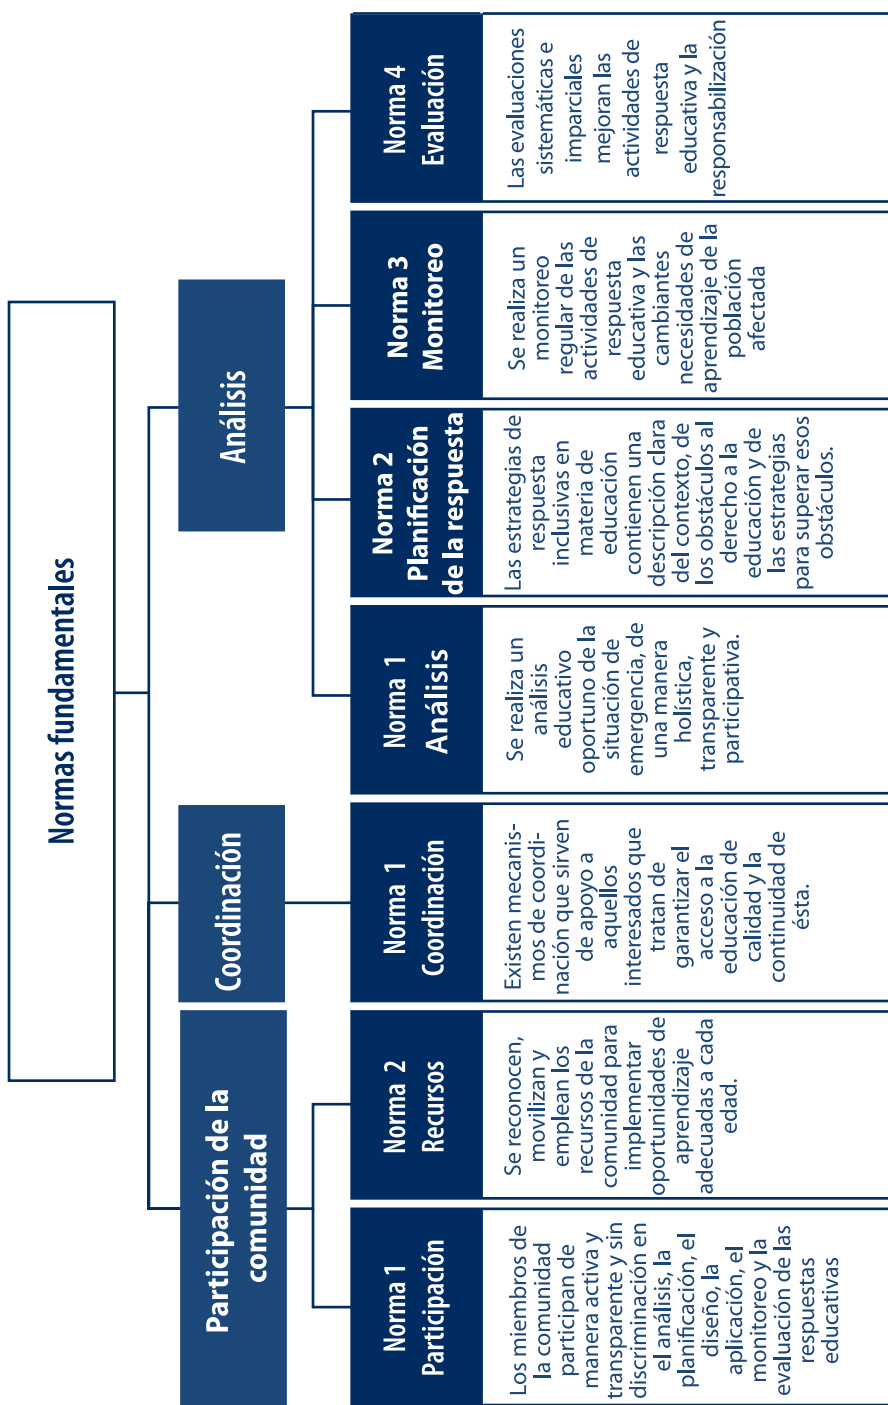 Normas fundamentales
Participación de la
comunidad
Coordinación
Análisis
Norma 1
Participación
Los miembros de
la comunidad
participan de
manera activa y
transparente y sin
discriminación en
el análisis, la
planificación, el
diseño, la
aplicación, el
monitoreo y la
evaluación de las
respuestas
educativas
Norma 2
Recursos
Se reconocen,
movilizan y
emplean los
recursos de la
comunidad para
implementar
oportunidades de
aprendizaje
adecuadas a cada
edad.
Norma 1
Coordinación
Existen mecanis-
mos de coordi-
nación que sirven
de apoyo a
aquellos
interesados que
tratan de
garantizar el
acceso a la
educación de
calidad y la
continuidad de
ésta.
Norma 1
Análisis
Se realiza un
análisis
educativo
oportuno de la
situación de
emergencia, de
una manera
holística,
transparente y
participativa.
Norma 2
Planificación
de la respuesta
Las estrategias de
respuesta
inclusivas en
materia de
educación
contienen una
descripción clara
del contexto, de
los obstáculos al
derecho a la
educación y de
las estrategias
para superar esos
obstáculos.
Norma 3
Monitoreo
Se realiza un
monitoreo
regular de las
actividades de
respuesta
educativa y las
cambiantes
necesidades de
aprendizaje de la
población
afectada
Norma 4
Evaluación
Las evaluaciones
sistemáticas e
imparciales
mejoran las
actividades de
respuesta
educativa y la
responsabilización